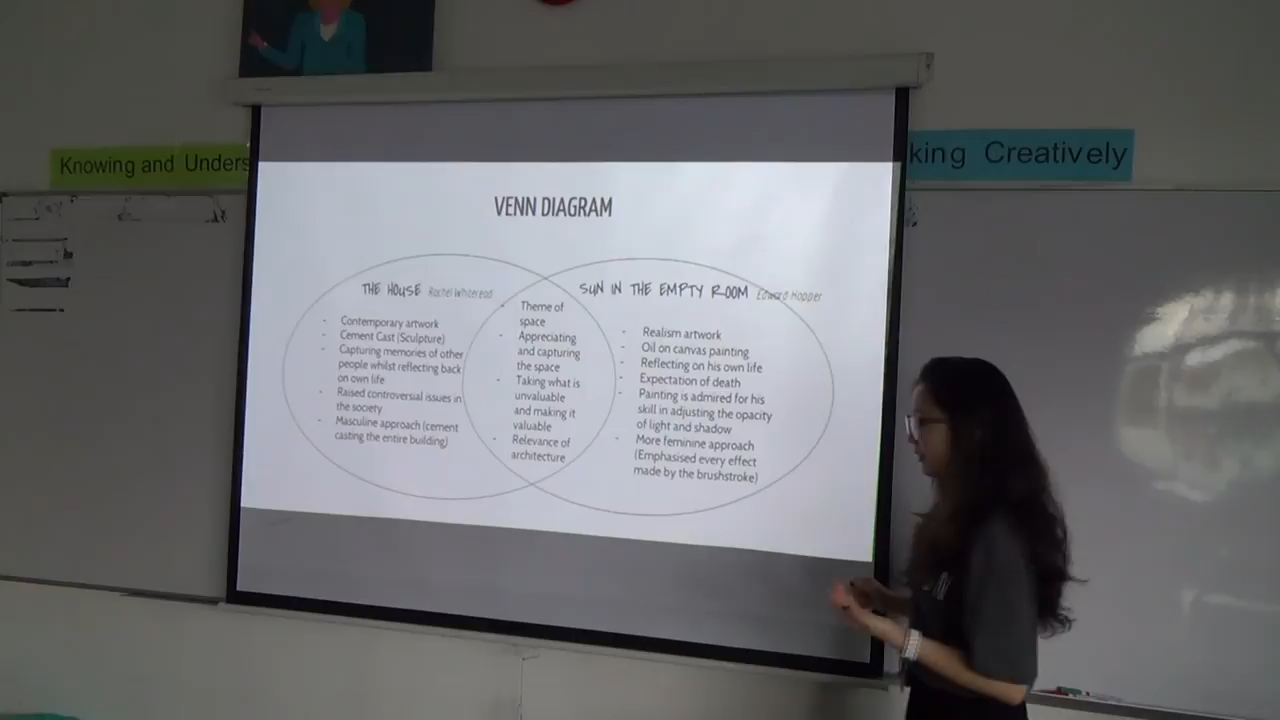 Knowing and Unders
king Creatively
VENN DIAGRAM
THE HOUSE Rachel Whiteread
- Contemporary artwork
- Cement Cast (Sculpture)
- Capturing memories of other
people whilst reflecting back
on own life
- Raised controversial issues in
the society
- Masculine approach (cement
casting the entire building)
- Theme of
space
- Appreciating
and capturing
the space
- Taking what is
unvaluable
and making it
valuable
- Relevance of
architecture
SUN IN THE EMPTY ROOM Edward Hopper
- Realism artwork
- Oil on canvas painting
- Reflecting on his own life
- Expectation of death
- Painting is admired for his
skill in adjusting the opacity
of light and shadow
- More feminine approach
(Emphasised every effect
made by the brushstroke)